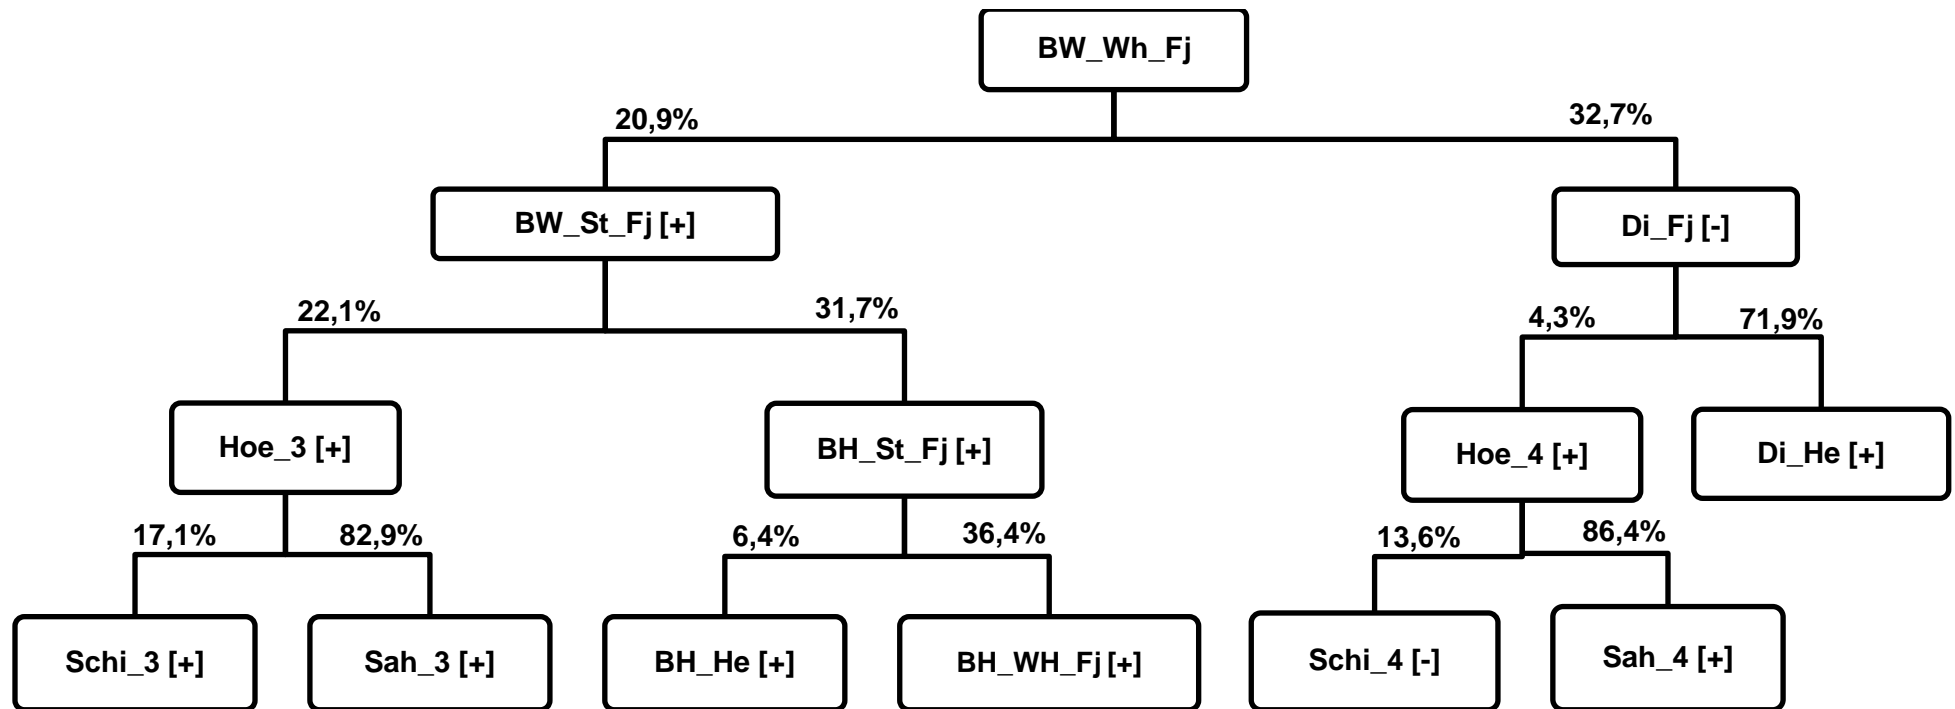 BW_Wh_Fj
20,9%
32,7%
BW_St_Fj [+]
Di_Fj [-]
22,1%
31,7%
4,3%
71,9%
Hoe_3 [+]
BH_St_Fj [+]
Hoe_4 [+]
Di_He [+]
17,1%
82,9%
6,4%
36,4%
13,6%
86,4%
Schi_3 [+]
Sah_3 [+]
BH_He [+]
BH_WH_Fj [+]
Schi_4 [-]
Sah_4 [+]